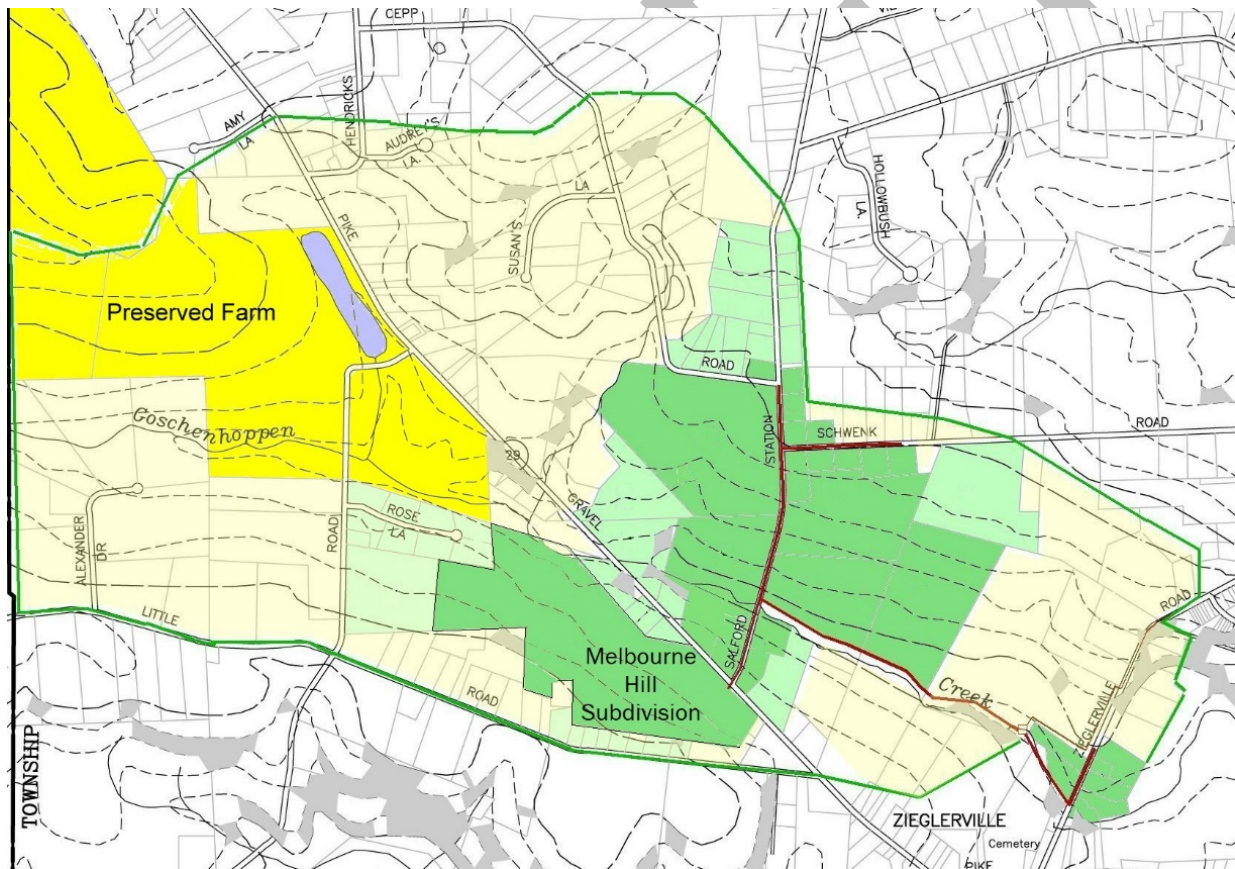 CEPP
HENDRICKS
AMY
LA
AUDREY'S
LA.
PIKE
SUSAN'S
LA
HOLLOWBUSH
LA.
Preserved Farm
ROAD
STATION
SCHWENK
ROAD
Goschenhoppen
29
GRAVEL
ALEXANDER
DR
ROAD
ROSE
LA
LITTLE
SALFORD
Melbourne
Hill
Subdivision
ROAD
Creek
ROAD
ZIEGLERVILLE
TOWNSHIP
ZIEGLERVILLE
Cemetery
PIKE